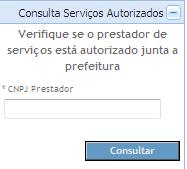 Consulta Serviços Autorizados
Verifique se o prestador de
serviços está autorizado junta a
prefeitura
* CNPJ Prestador
Consultar